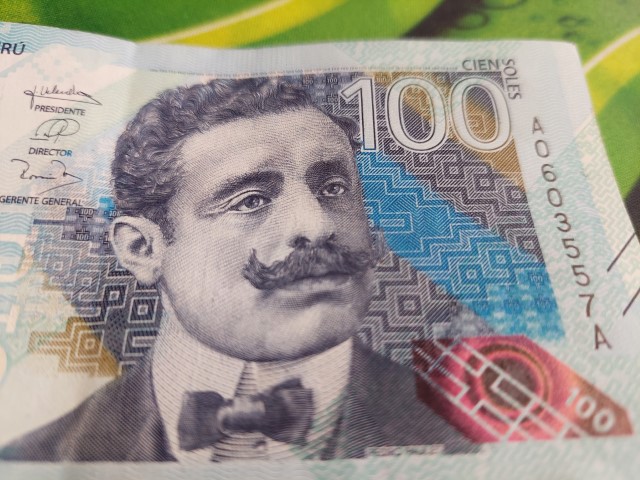 RÚ
PRESIDENTE
DIRECTOR
GERENTE GENERAL
CIEN SOLES
100
A0603557A
100